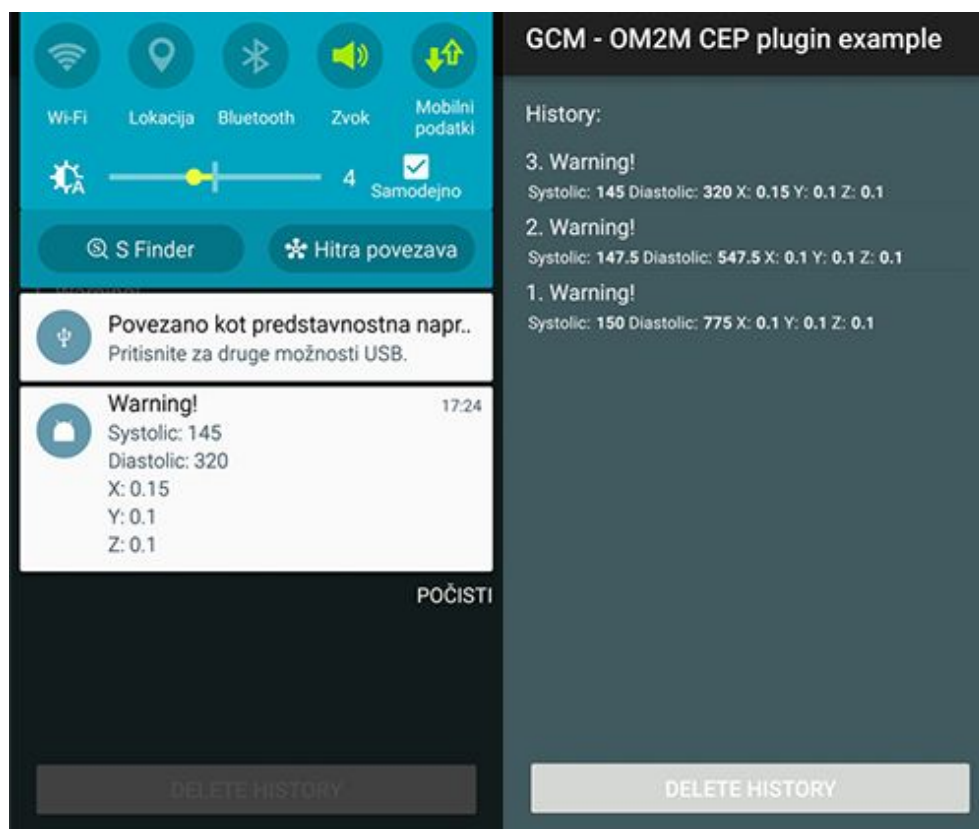 Wi-Fi Lokacija Bluetooth Zvok Mobilni podatki
4 Samodejno
S Finder Hitra povezava
Povezano kot predstavnostna napr..
Pritisnite za druge možnosti USB.
Warning! 17:24
Systolic: 145
Diastolic: 320
X: 0.15
Y: 0.1
Z: 0.1
POČISTI
DELETE HISTORY
GCM - OM2M CEP plugin example
History:
3. Warning!
Systolic: 145 Diastolic: 320 X: 0.15 Y: 0.1 Z: 0.1
2. Warning!
Systolic: 147.5 Diastolic: 547.5 X: 0.1 Y: 0.1 Z: 0.1
1. Warning!
Systolic: 150 Diastolic: 775 X: 0.1 Y: 0.1 Z: 0.1
DELETE HISTORY